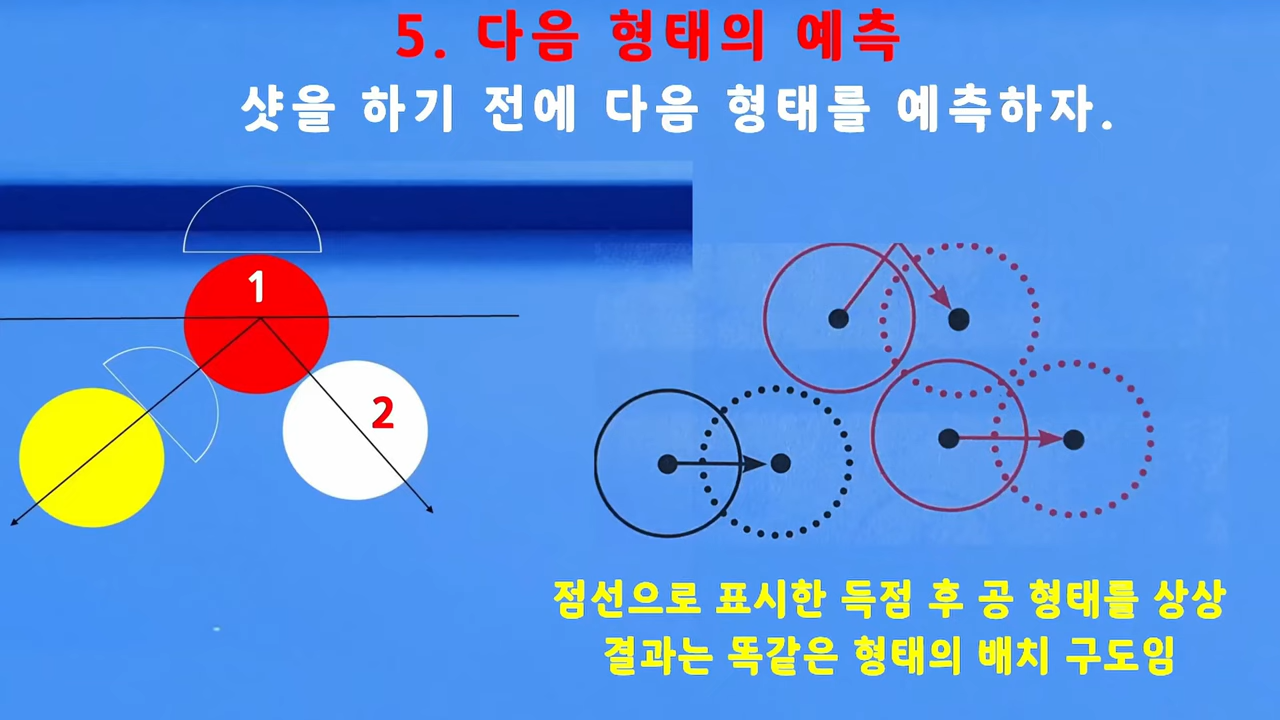 5. 다음 형태의 예측
샷을 하기 전에 다음 형태를 예측하자.
1
2
점선으로 표시한 득점 후 공 형태를 상상
결과는 똑같은 형태의 배치 구도임